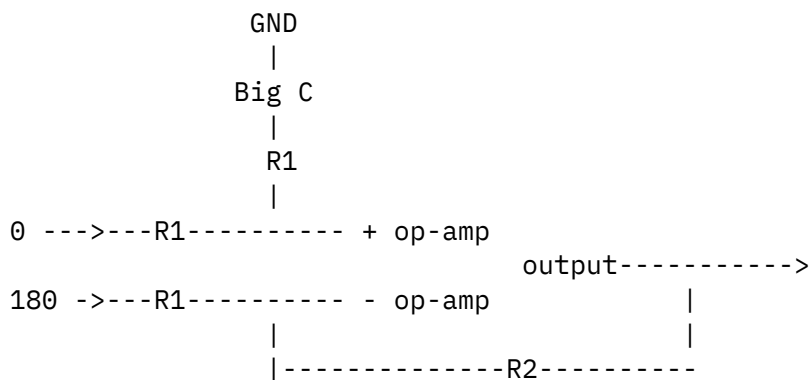 GND
|
Big C
|
R1
|
0 --->---R1---------- + op-amp
output----------->
180 ->---R1---------- - op-amp |
| |
|--------------R2----------